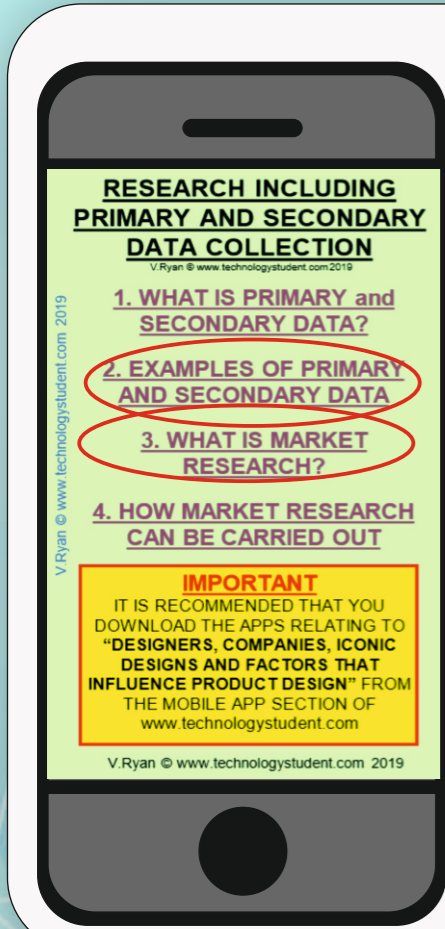 RESEARCH INCLUDING
PRIMARY AND SECONDARY
DATA COLLECTION
V.Ryan © www.technologystudent.com 2019
V.Ryan © www.technologystudent.com 2019
1. WHAT IS PRIMARY and
SECONDARY DATA?
2. EXAMPLES OF PRIMARY
AND SECONDARY DATA
3. WHAT IS MARKET
RESEARCH?
4. HOW MARKET RESEARCH
CAN BE CARRIED OUT
IMPORTANT
IT IS RECOMMENDED THAT YOU
DOWNLOAD THE APPS RELATING TO
“DESIGNERS, COMPANIES, ICONIC
DESIGNS AND FACTORS THAT
INFLUENCE PRODUCT DESIGN” FROM
THE MOBILE APP SECTION OF
www.technologystudent.com
V.Ryan © www.technologystudent.com 2019